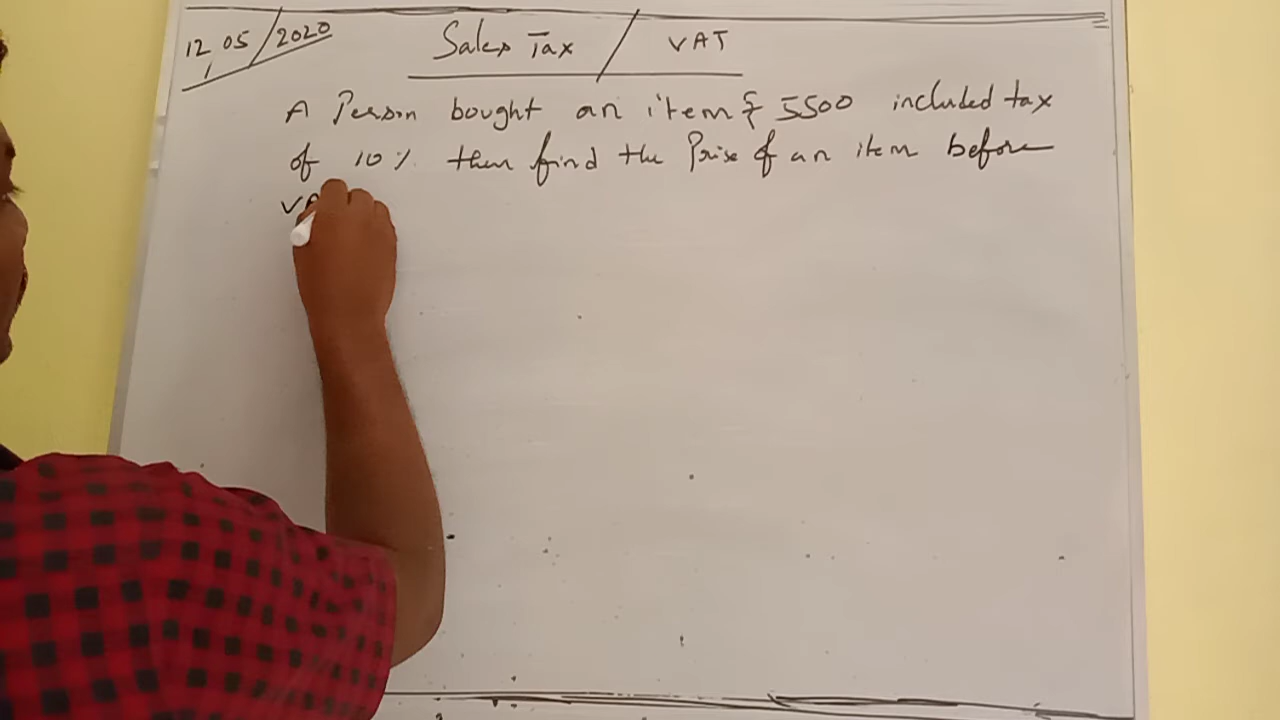 12/05/2020
Sales Tax / VAT
A Person bought an item ₹ 5500 included tax
of 10% then find the Prise of an item before
VA